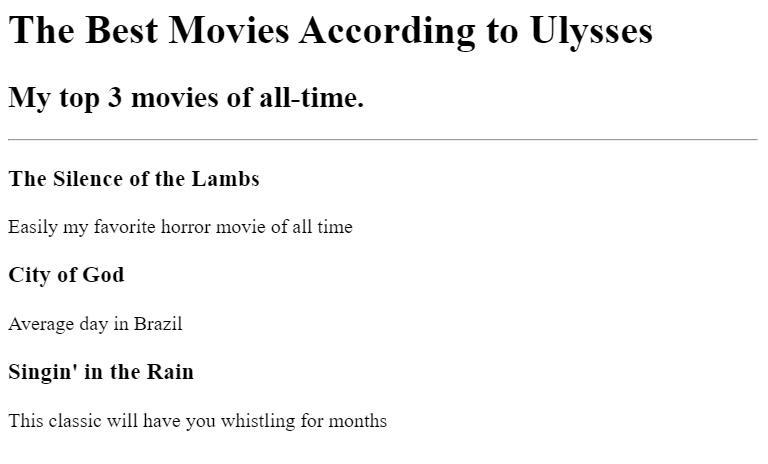 The Best Movies According to Ulysses
My top 3 movies of all-time.
The Silence of the Lambs
Easily my favorite horror movie of all time
City of God
Average day in Brazil
Singin' in the Rain
This classic will have you whistling for months